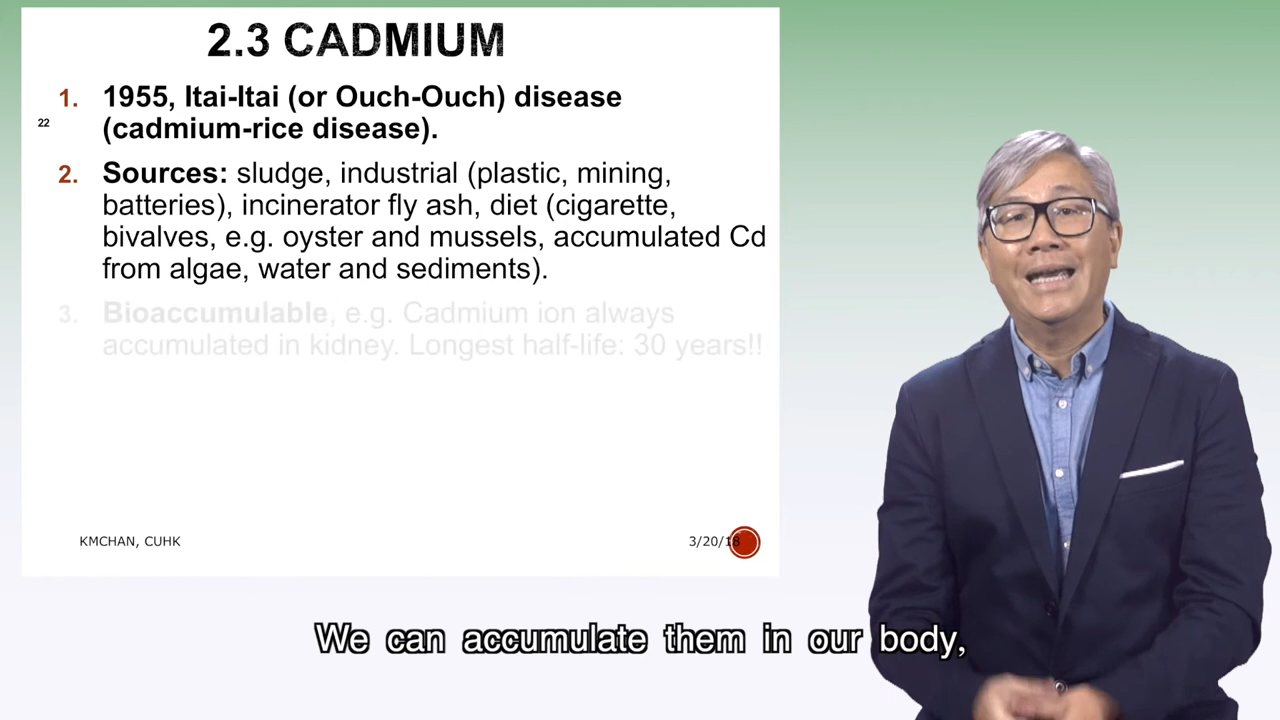 2.3 CADMIUM
1. 1955, Itai-Itai (or Ouch-Ouch) disease
(cadmium-rice disease).
22
2. Sources: sludge, industrial (plastic, mining,
batteries), incinerator fly ash, diet (cigarette,
bivalves, e.g. oyster and mussels, accumulated Cd
from algae, water and sediments).
3. Bioaccumulable, e.g. Cadmium ion always
accumulated in kidney. Longest half-life: 30 years!!
KMCHAN, CUHK
3/20/18
We can accumulate them in our body,